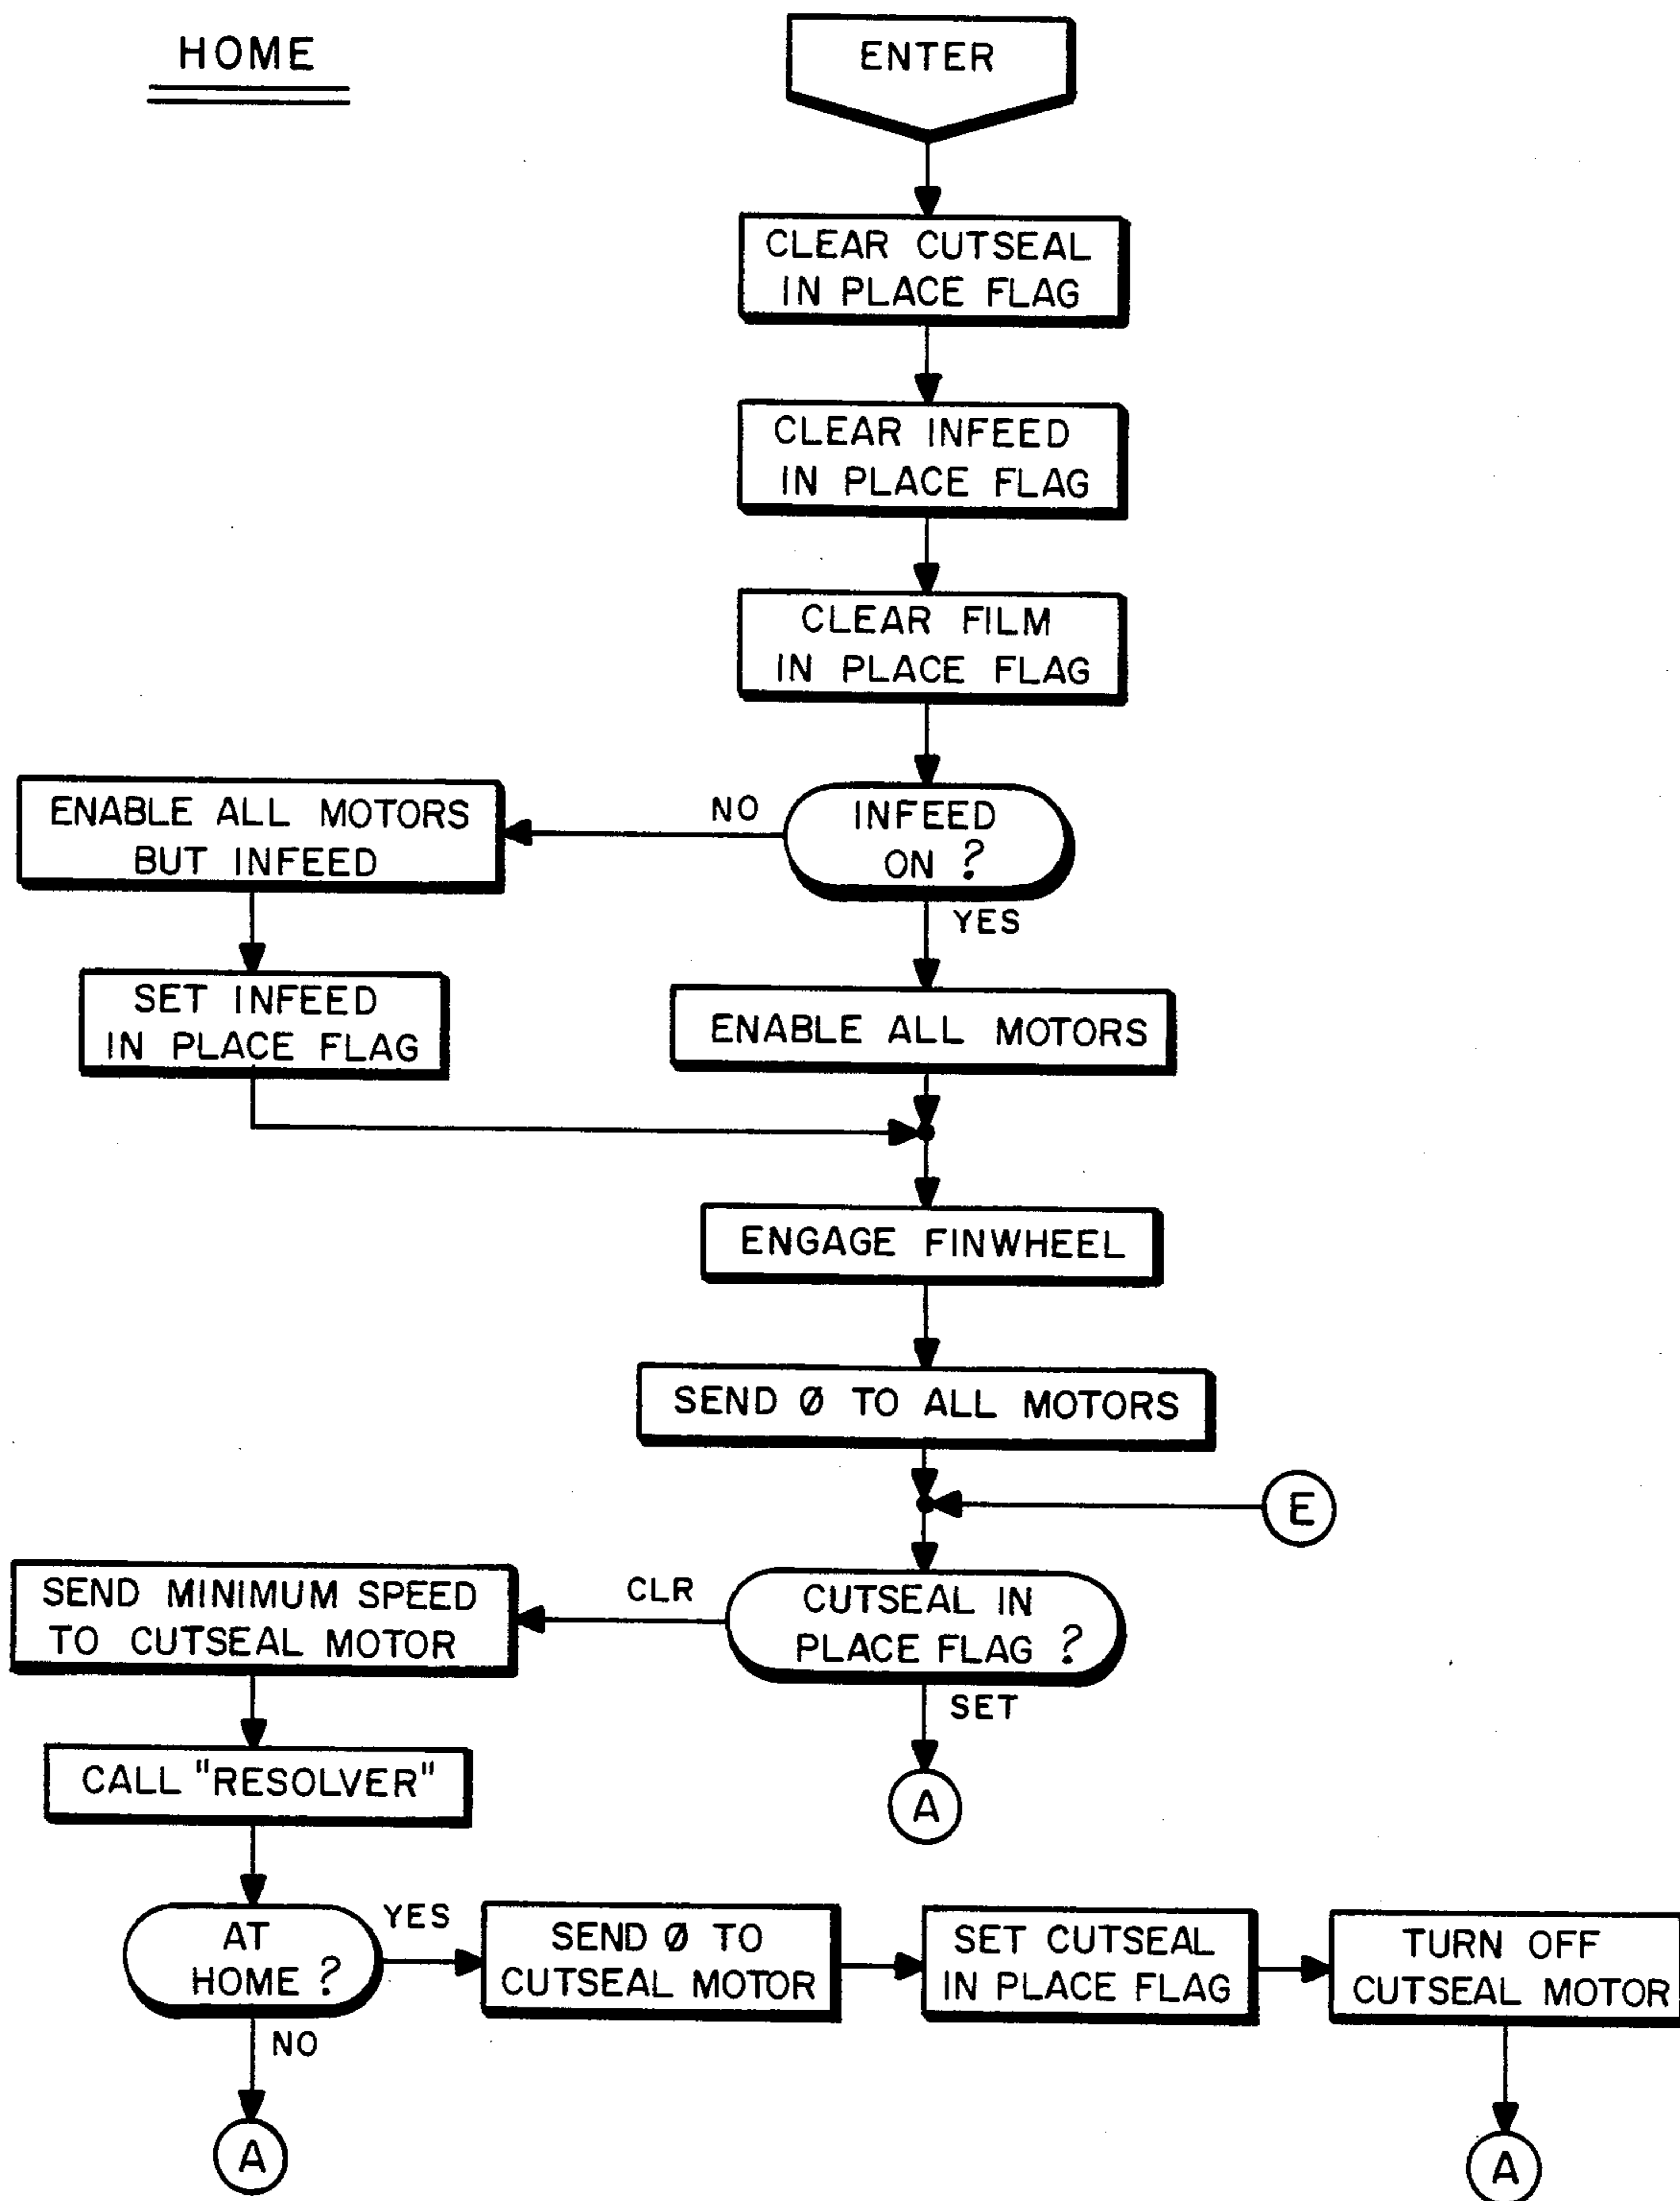 HOME
ENTER
CLEAR CUTSEAL
IN PLACE FLAG
CLEAR INFEED
IN PLACE FLAG
CLEAR FILM
IN PLACE FLAG
INFEED
ON ?
NO
ENABLE ALL MOTORS
BUT INFEED
SET INFEED
IN PLACE FLAG
YES
ENABLE ALL MOTORS
ENGAGE FINWHEEL
SEND Ø TO ALL MOTORS
E
CUTSEAL IN
PLACE FLAG ?
CLR
SEND MINIMUM SPEED
TO CUTSEAL MOTOR
SET
A
CALL "RESOLVER"
AT
HOME ?
YES
SEND Ø TO
CUTSEAL MOTOR
SET CUTSEAL
IN PLACE FLAG
TURN OFF
CUTSEAL MOTOR
NO
A
A